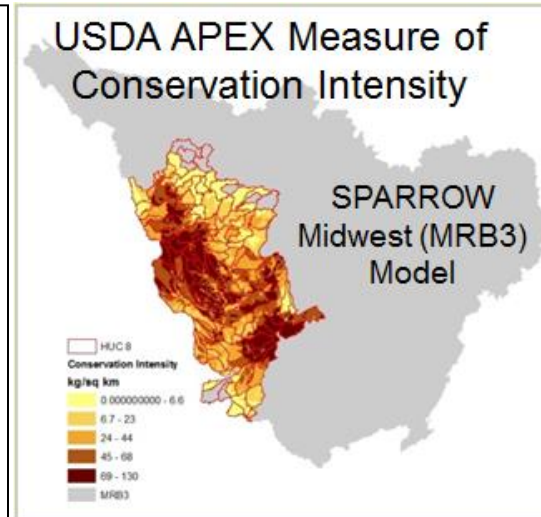 USDA APEX Measure of
Conservation Intensity
SPARROW
Midwest (MRB3)
Model
HUC 8
Conservation Intensity
kg/sq km
0.000000000 - 6.6
6.7 - 23
24 - 44
45 - 68
69 - 130
MRB3